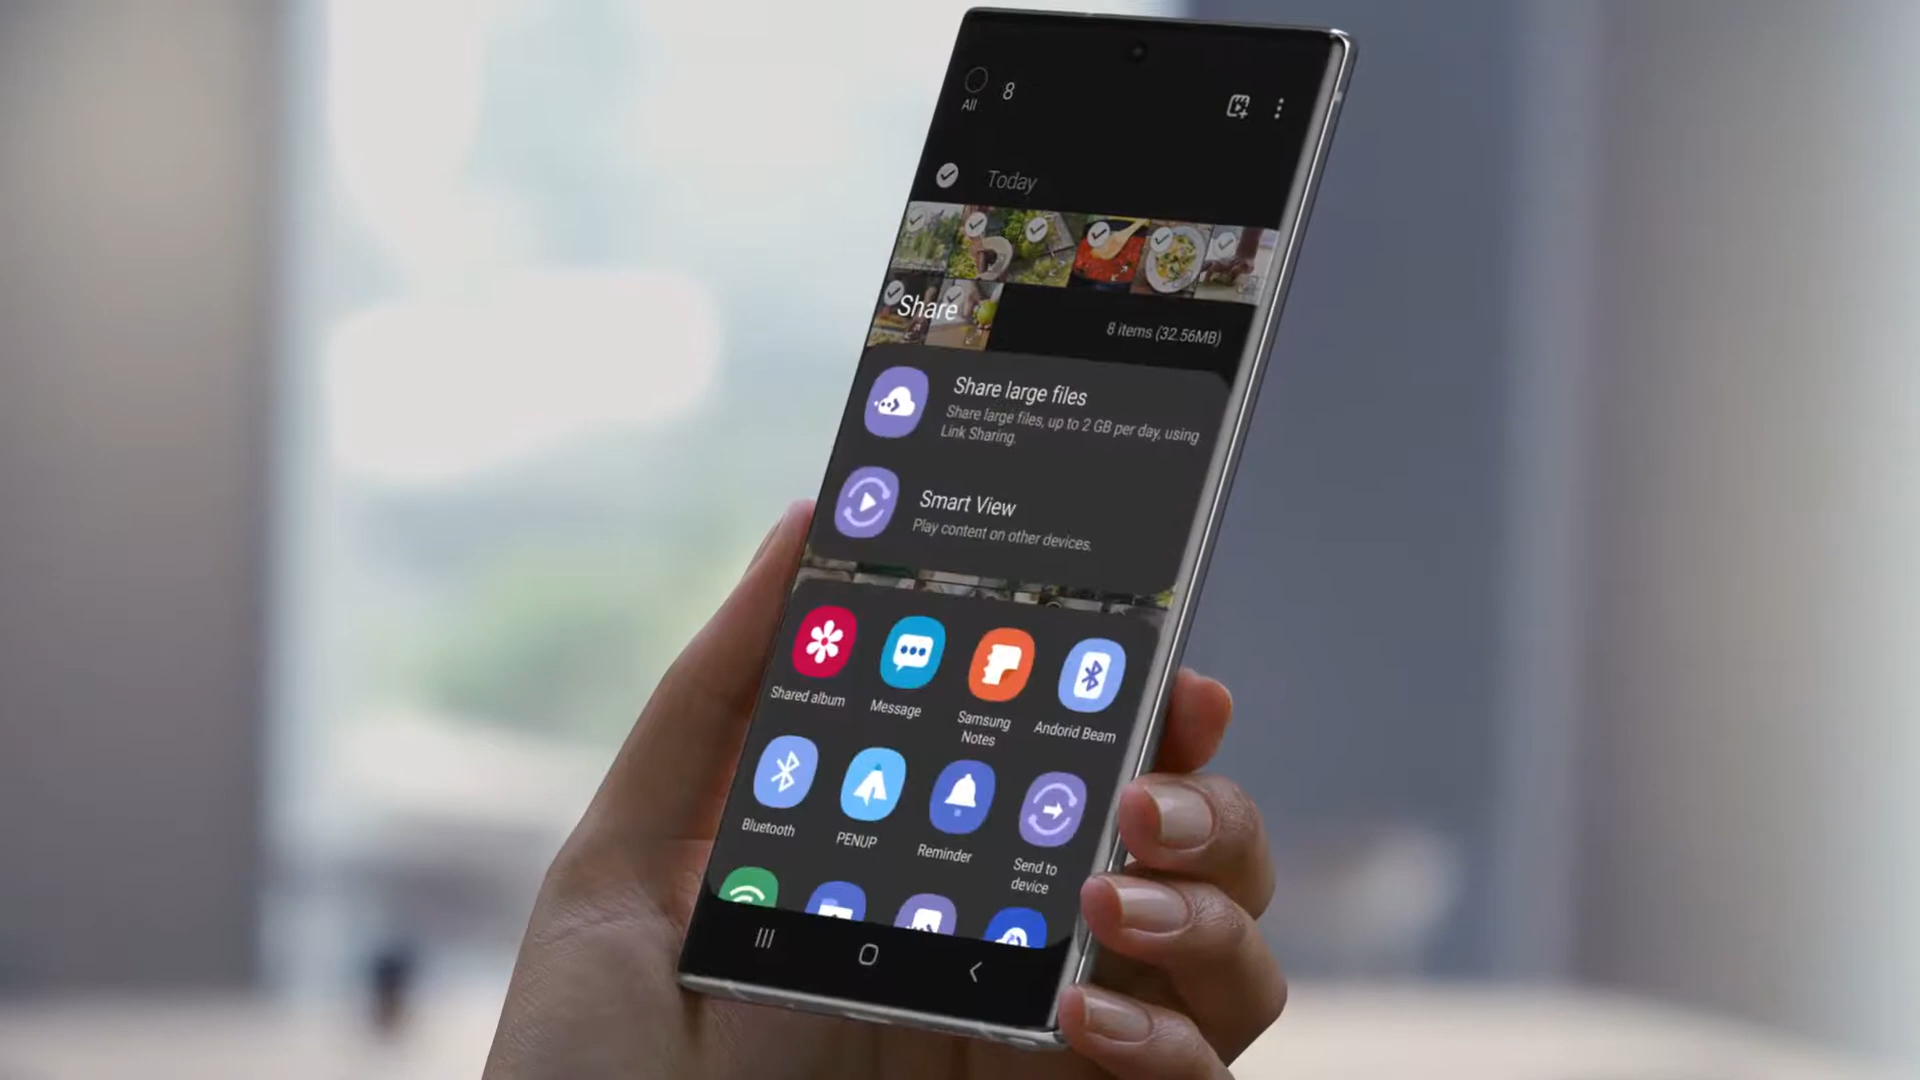 8
All
Today
Share
8 items (32.56MB)
Share large files
Share large files, up to 2 GB per day, using
Link Sharing.
Smart View
Play content on other devices.
Shared album
Message
Samsung
Notes
Andorid Beam
Bluetooth
PENUP
Reminder
Send to
device